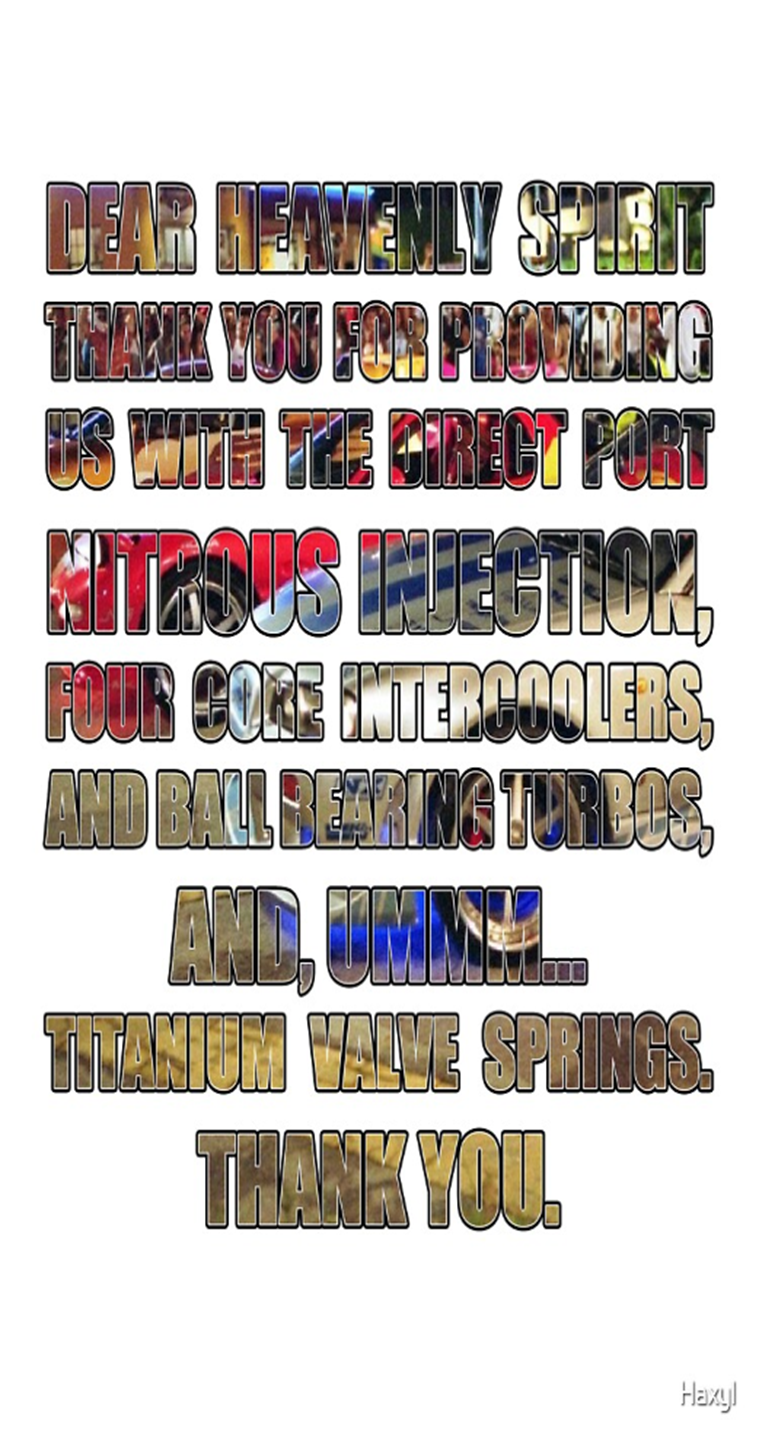 DEAR HEAVENLY SPIRIT
THANK YOU FOR PROVIDING
US WITH THE DIRECT PORT
NITROUS INJECTION,
FOUR CORE INTERCOOLERS,
AND BALL BEARING TURBOS,
AND, UMMM...
TITANIUM VALVE SPRINGS.
THANK YOU.
Haxyl